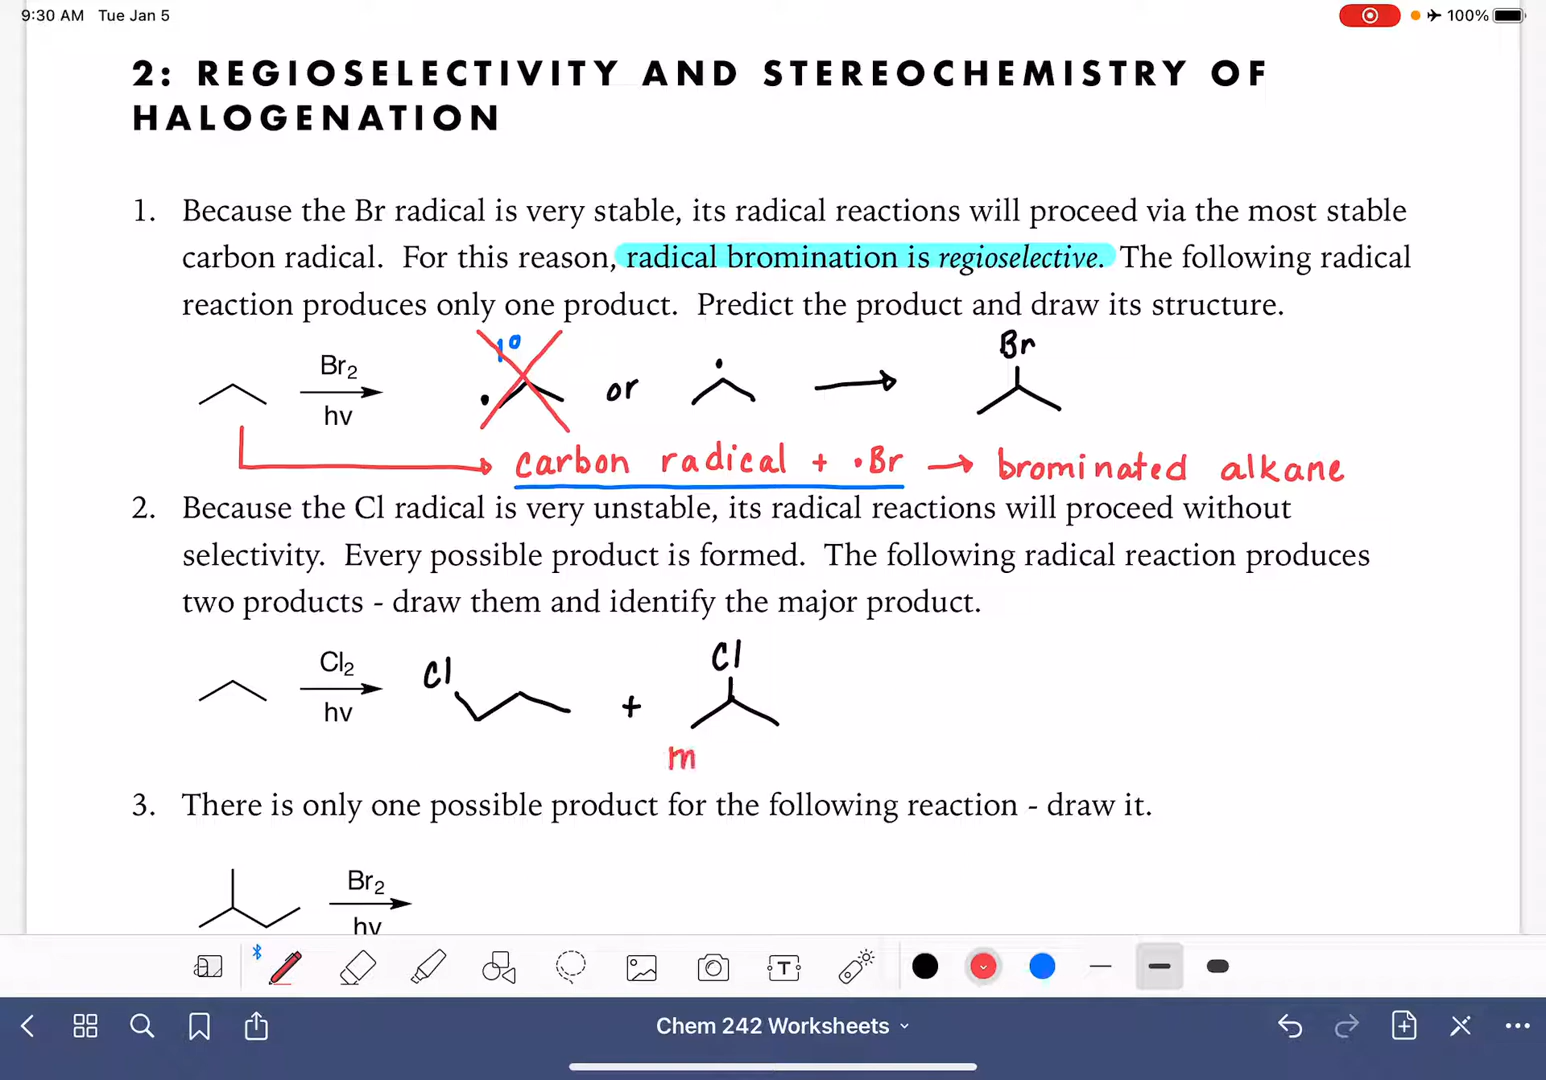 9:30 AM Tue Jan 5
100%
2: REGIOSELECTIVITY AND STEREOCHEMISTRY OF
HALOGENATION
1. Because the Br radical is very stable, its radical reactions will proceed via the most stable
carbon radical. For this reason, radical bromination is regioselective. The following radical
reaction produces only one product. Predict the product and draw its structure.
Br₂
hv
1°
or
Br
carbon radical + •Br → brominated alkane
2. Because the Cl radical is very unstable, its radical reactions will proceed without
selectivity. Every possible product is formed. The following radical reaction produces
two products - draw them and identify the major product.
Cl₂
hv
Cl
+
Cl
m
3. There is only one possible product for the following reaction - draw it.
Br₂
hv
T
Chem 242 Worksheets